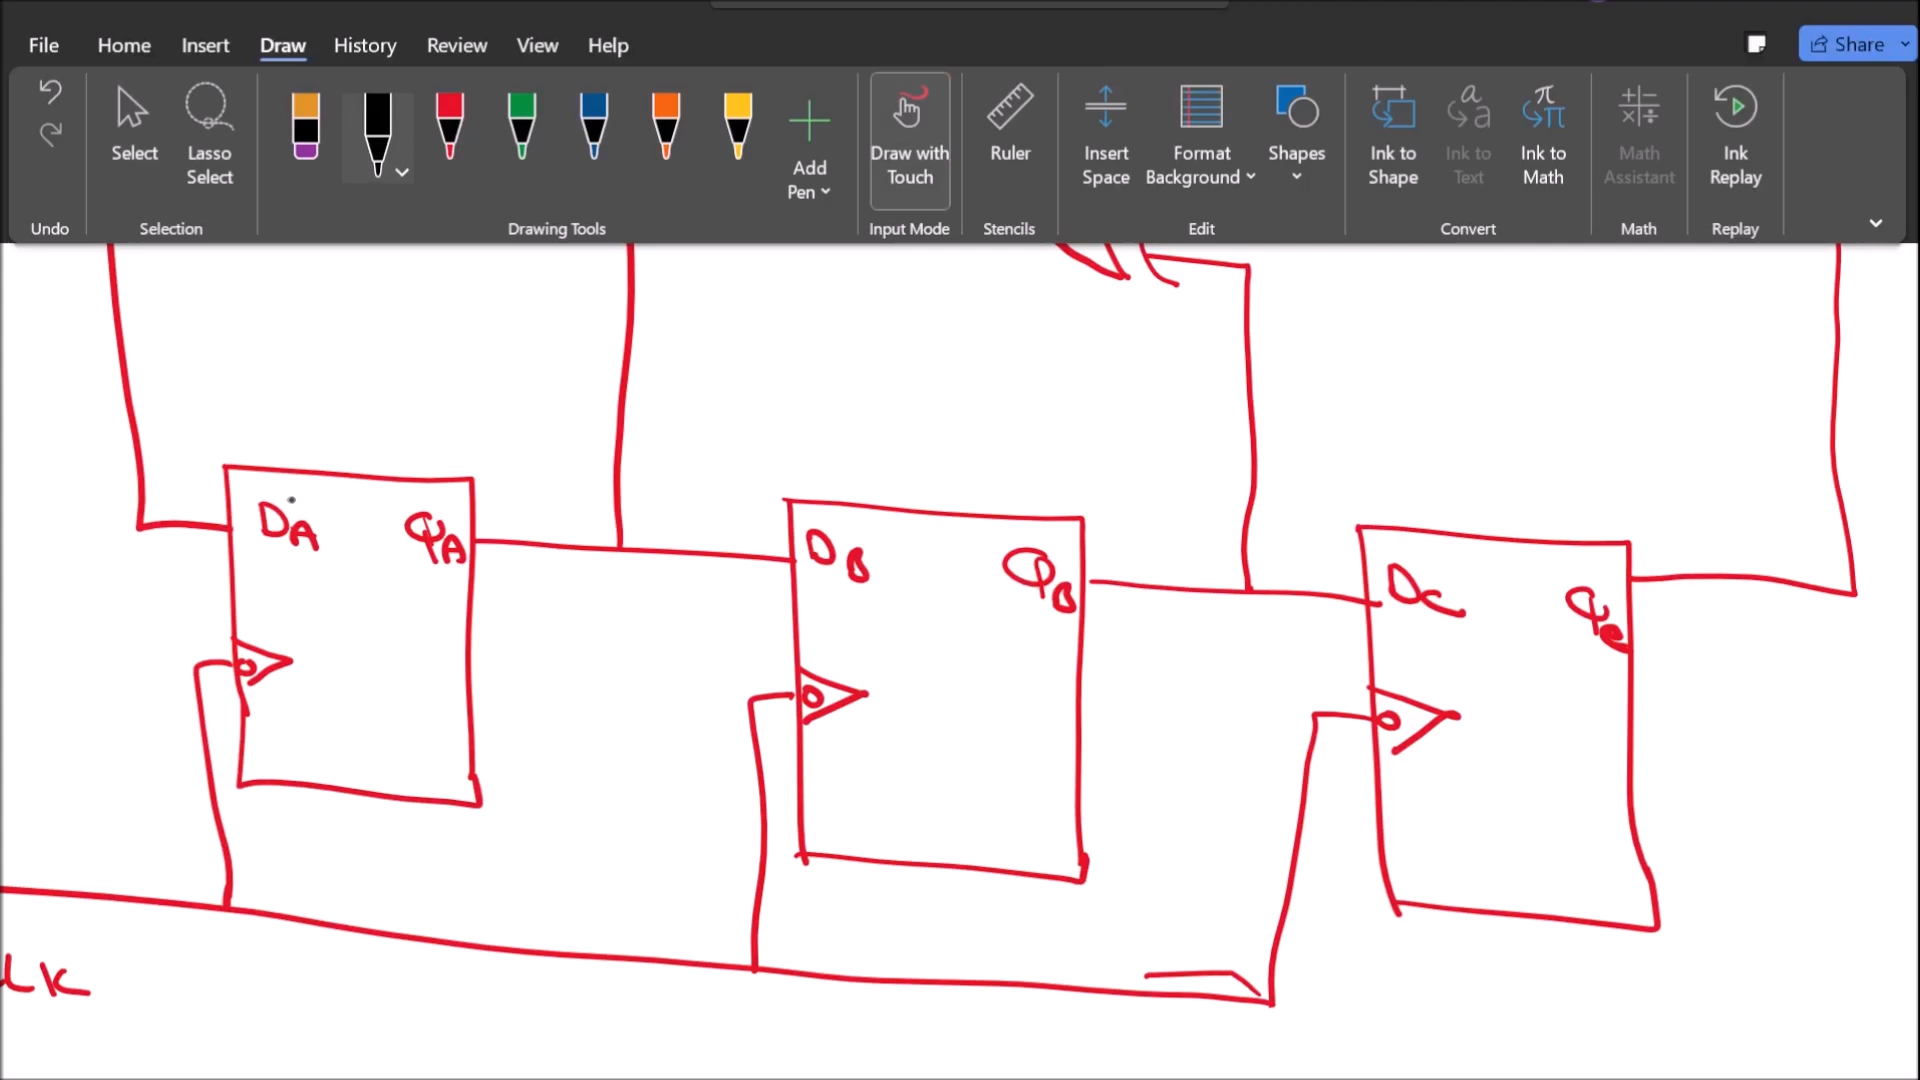 File Home Insert Draw History Review View Help Share
Select Lasso Select Add Pen Draw with Touch Ruler Insert Space Format Background Shapes Ink to Shape Ink to Text Ink to Math Math Assistant Ink Replay
Undo Selection Drawing Tools Input Mode Stencils Edit Convert Math Replay
DA QA DB QB DC QC
LK